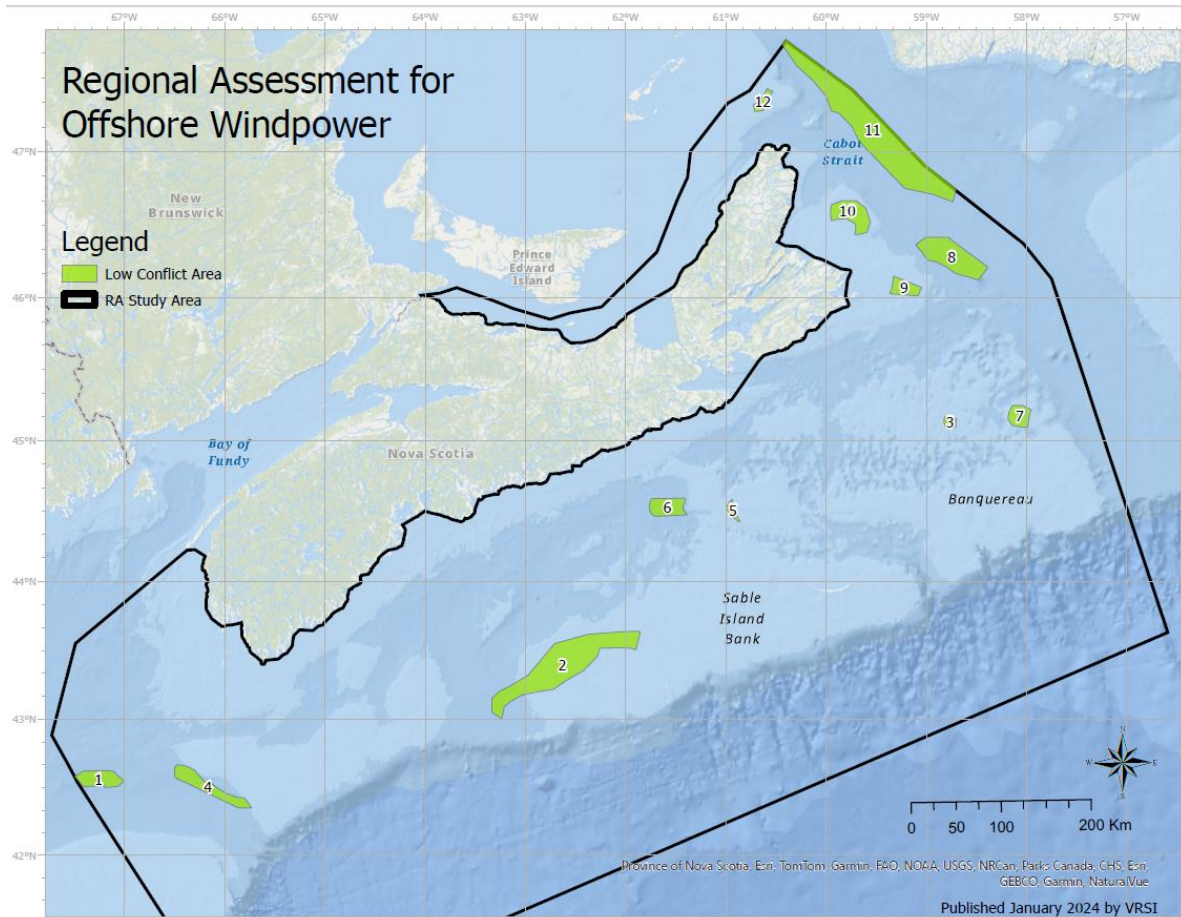 67°W 66°W 65°W 64°W 63°W 62°W 61°W 60°W 59°W 58°W 57°W
Regional Assessment for
Offshore Windpower
12
11
47°N
Cabot
Strait
New
Brunswick
10
Legend
Low Conflict Area
RA Study Area
Prince
Edward
Island
8
9
46°N
3
7
45°N
Bay of
Fundy
Nova Scotia
Banquereau
6
5
44°N
Sable
Island
Bank
2
43°N
1
4
N
W E
S
0 50 100 200 Km
42°N
Province of Nova Scotia, Esri, TomTom, Garmin, FAO, NOAA, USGS, NRCan, Parks Canada, CHS, Esri,
GEBCO, Garmin, NaturalVue
Published January 2024 by VRSI